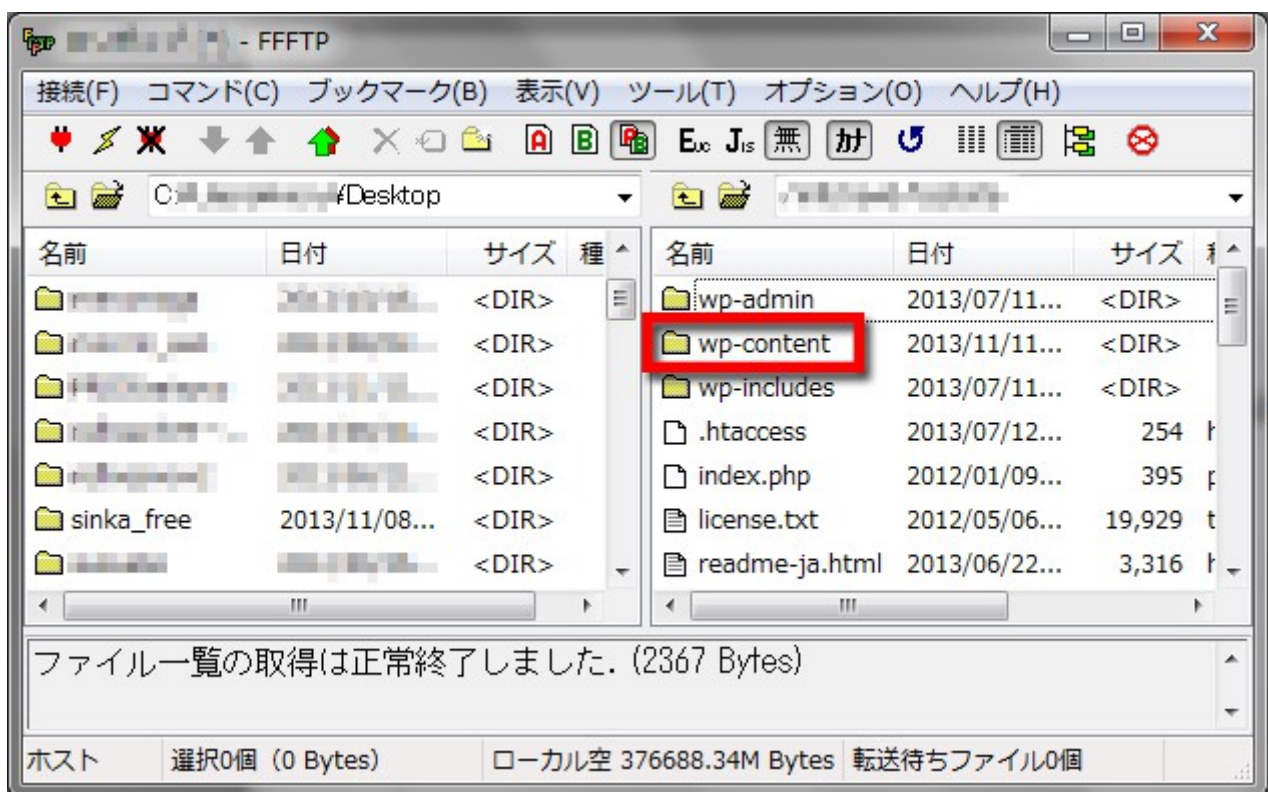 - FFFTP
接続(F) コマンド(C) ブックマーク(B) 表示(V) ツール(T) オプション(O) ヘルプ(H)
A B Euc Jis 無 カナ
¥Desktop
名前 日付 サイズ 種 名前 日付 サイズ
<DIR> wp-admin 2013/07/11... <DIR>
<DIR> wp-content 2013/11/11... <DIR>
<DIR> wp-includes 2013/07/11... <DIR>
<DIR> .htaccess 2013/07/12... 254
<DIR> index.php 2012/01/09... 395
sinka_free 2013/11/08... <DIR> license.txt 2012/05/06... 19,929
<DIR> readme-ja.html 2013/06/22... 3,316
ファイル一覧の取得は正常終了しました. (2367 Bytes)
ホスト 選択0個 (0 Bytes) ローカル空 376688.34M Bytes 転送待ちファイル0個